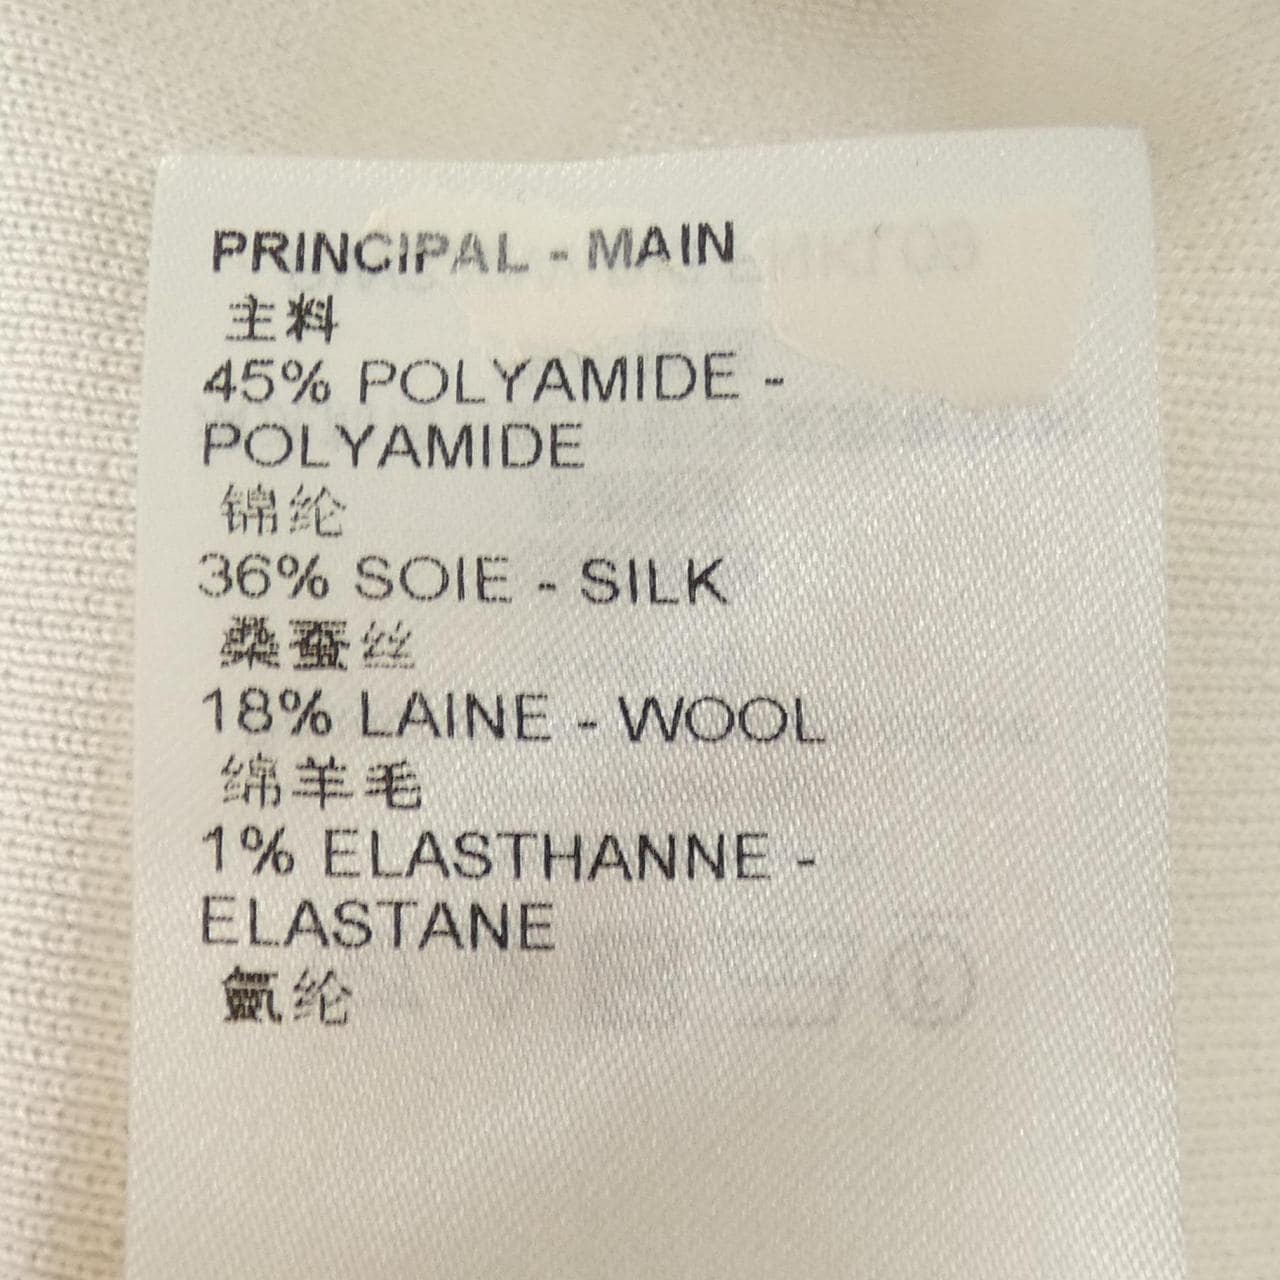 PRINCIPAL - MAIN
主料
45% POLYAMIDE -
POLYAMIDE
锦纶
36% SOIE - SILK
桑蚕丝
18% LAINE - WOOL
绵羊毛
1% ELASTHANNE -
ELASTANE
氨纶